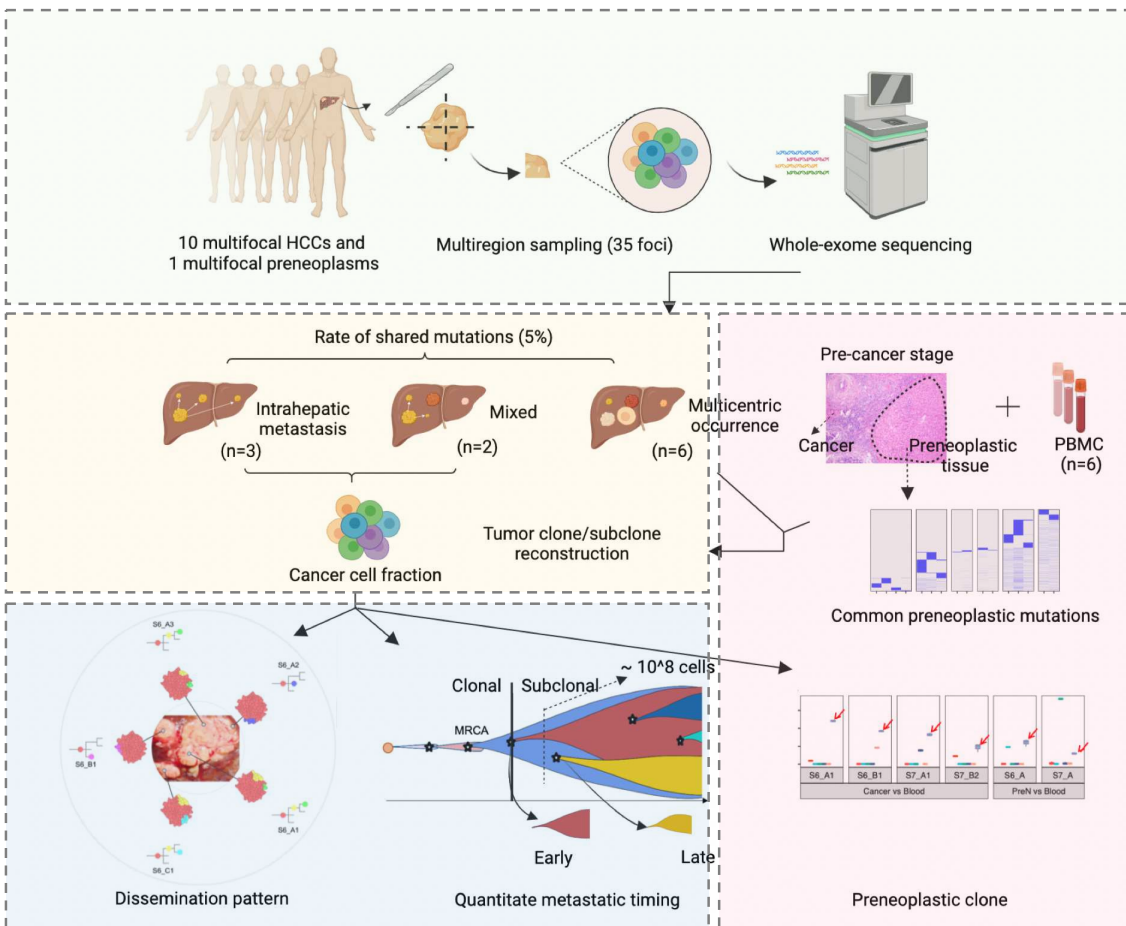 10 multifocal HCCs and
1 multifocal preneoplasms
Multiregion sampling (35 foci)
Whole-exome sequencing
Rate of shared mutations (5%)
Intrahepatic
metastasis
(n=3)
Mixed
(n=2)
Multicentric
occurrence
(n=6)
Cancer cell fraction
Tumor clone/subclone
reconstruction
Pre-cancer stage
Cancer
Preneoplastic
tissue
PBMC
(n=6)
Common preneoplastic mutations
S6_A3
S6_A2
S6_B1
S6_A1
S6_C1
Dissemination pattern
~ 10^8 cells
Clonal
Subclonal
MRCA
Early
Late
Quantitate metastatic timing
S6_A1
S6_B1
S7_A1
S7_B2
S6_A
S7_A
Cancer vs Blood
PreN vs Blood
Preneoplastic clone